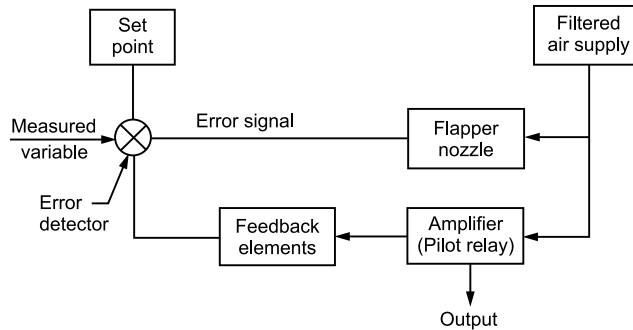 Set
point
Filtered
air supply
Measured
variable
Error signal
Flapper
nozzle
Error
detector
Feedback
elements
Amplifier
(Pilot relay)
Output